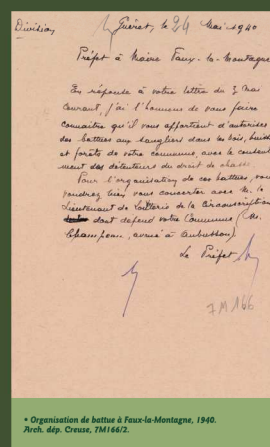 Division
Guéret, le 24 Mai 1940
Préfet à Maire Faux-la-Montagne
En réponse à votre lettre du 3 Mai
courant, j'ai l'honneur de vous faire
connaître qu'il vous appartient d'autoriser
des battues aux sangliers dans les bois,
et forêts de votre commune, avec le consente
ment des détenteurs du droit de chasse
Pour l'organisation de ces battues, vous
voudrez bien vous concerter avec M. le
Lieutenant de louveterie de la Circonscription
dont dépend votre Commune (M.
à Aubusson).
Le Préfet
7M166
• Organisation de battue à Faux-la-Montagne, 1940.
Arch. dép. Creuse, 7M166/2.